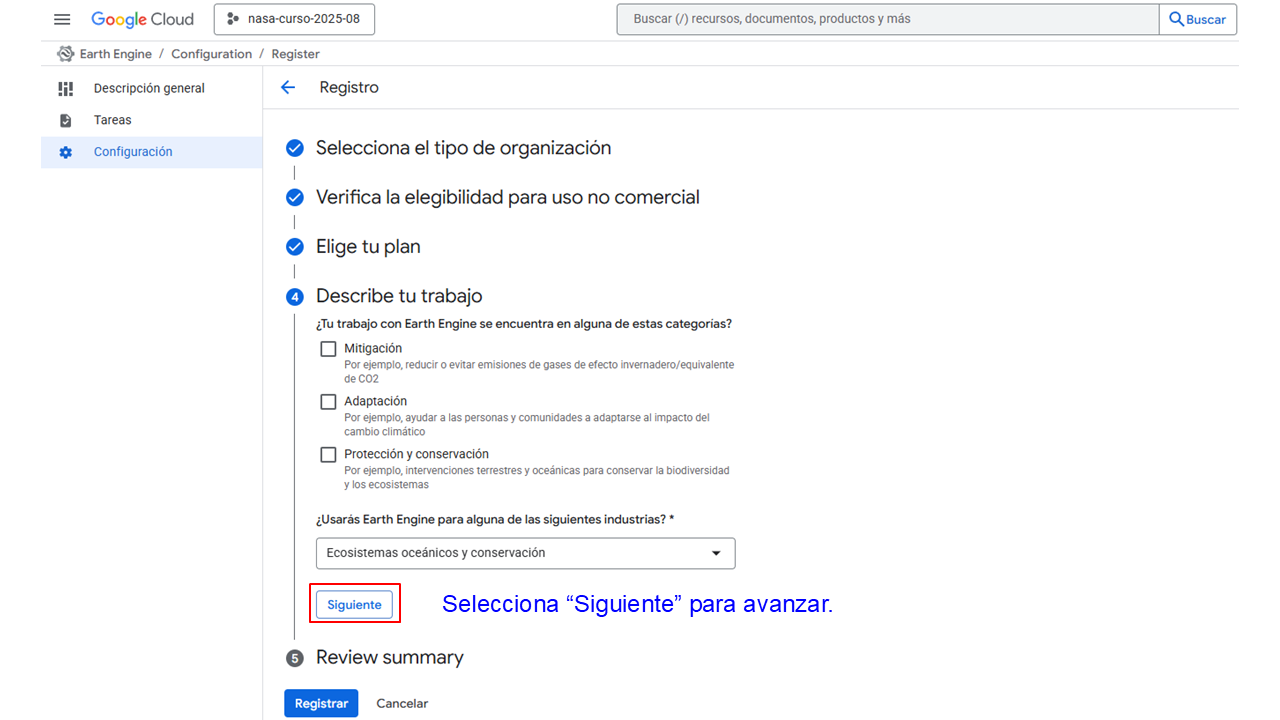 Google Cloud
nasa-curso-2025-08
Buscar (/) recursos, documentos, productos y más
Buscar
Earth Engine / Configuration / Register
Descripción general
Tareas
Configuración
Registro
Selecciona el tipo de organización
Verifica la elegibilidad para uso no comercial
Elige tu plan
4 Describe tu trabajo
¿Tu trabajo con Earth Engine se encuentra en alguna de estas categorías?
Mitigación
Por ejemplo, reducir o evitar emisiones de gases de efecto invernadero/equivalente
de CO2
Adaptación
Por ejemplo, ayudar a las personas y comunidades a adaptarse al impacto del
cambio climático
Protección y conservación
Por ejemplo, intervenciones terrestres y oceánicas para conservar la biodiversidad
y los ecosistemas
¿Usarás Earth Engine para alguna de las siguientes industrias? *
Ecosistemas oceánicos y conservación
Siguiente
Selecciona “Siguiente” para avanzar.
5 Review summary
Registrar
Cancelar